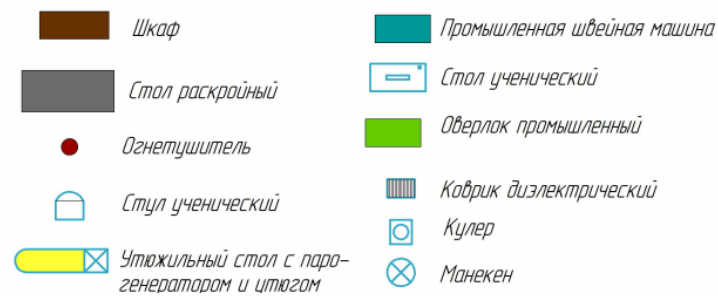 Шкаф
Стол раскройный
Огнетушитель
Стул ученический
Утюжильный стол с паро-
генератором и утюгом
Промышленная швейная машина
Стол ученический
Оверлок промышленный
Коврик диэлектрический
Кулер
Манекен